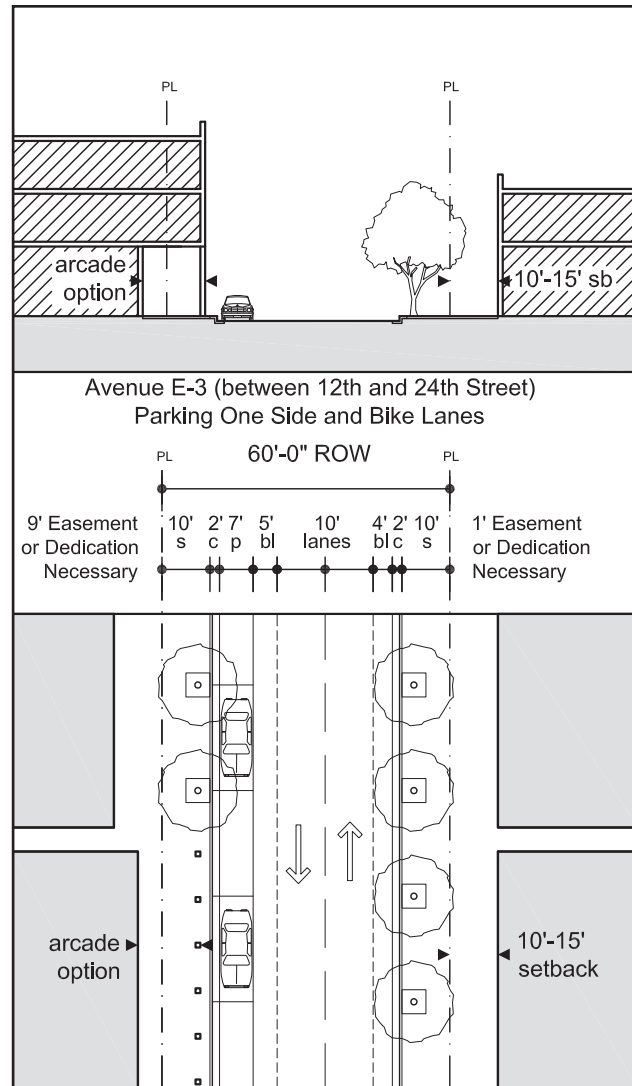 PL PL
arcade
option
10'-15' sb
Avenue E-3 (between 12th and 24th Street)
Parking One Side and Bike Lanes
PL 60'-0" ROW PL
9' Easement
or Dedication
Necessary
10' 2' 7' 5' 10' 4' 2' 10'
s c p bl lanes bl c s
1' Easement
or Dedication
Necessary
arcade
option
10'-15'
setback